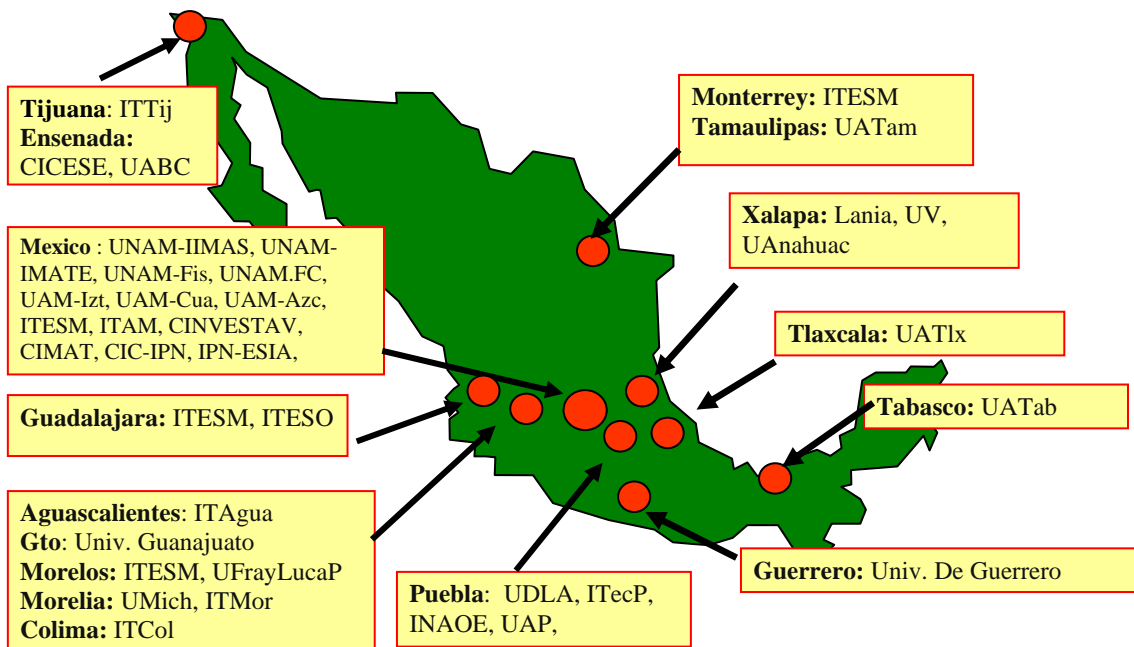 Tijuana: ITTij
Ensenada:
CICESE, UABC
Monterrey: ITESM
Tamaulipas: UATam
Xalapa: Lania, UV,
UAnahuac
Mexico : UNAM-IIMAS, UNAM-
IMATE, UNAM-Fis, UNAM.FC,
UAM-Izt, UAM-Cua, UAM-Azc,
ITESM, ITAM, CINVESTAV,
CIMAT, CIC-IPN, IPN-ESIA,
Tlaxcala: UATlx
Guadalajara: ITESM, ITESO
Tabasco: UATab
Aguascalientes: ITAgua
Gto: Univ. Guanajuato
Morelos: ITESM, UFrayLucaP
Morelia: UMich, ITMor
Colima: ITCol
Puebla: UDLA, ITecP,
INAOE, UAP,
Guerrero: Univ. De Guerrero